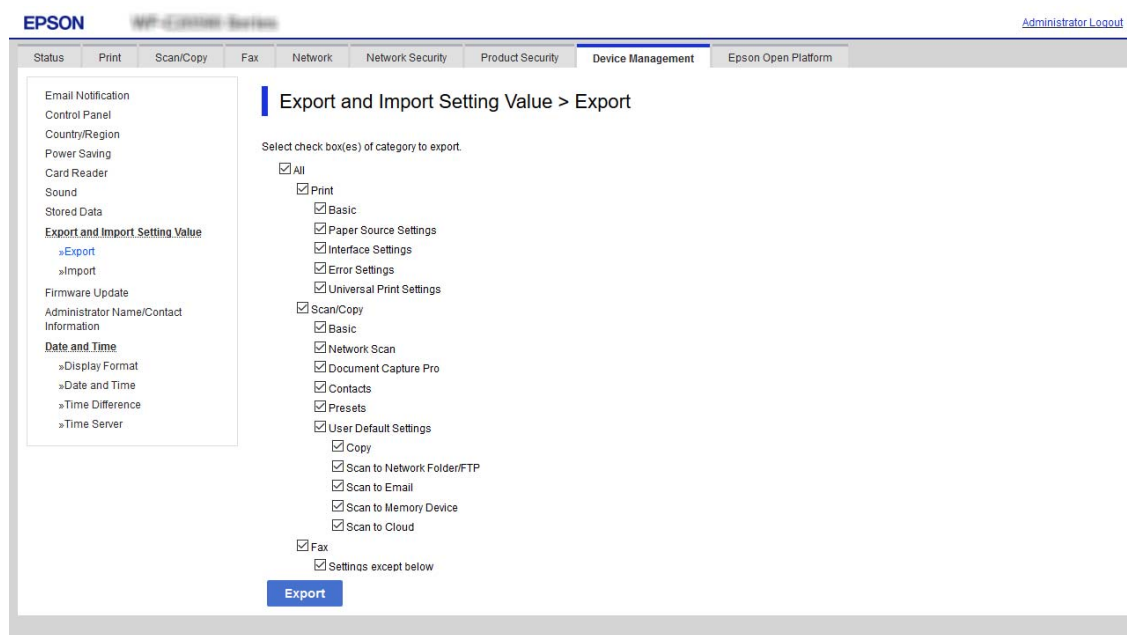 EPSON
Administrator Logout
Status Print Scan/Copy Fax Network Network Security Product Security Device Management Epson Open Platform
Email Notification
Control Panel
Country/Region
Power Saving
Card Reader
Sound
Stored Data
Export and Import Setting Value
»Export
»Import
Firmware Update
Administrator Name/Contact
Information
Date and Time
»Display Format
»Date and Time
»Time Difference
»Time Server
Export and Import Setting Value > Export
Select check box(es) of category to export.
All
Print
Basic
Paper Source Settings
Interface Settings
Error Settings
Universal Print Settings
Scan/Copy
Basic
Network Scan
Document Capture Pro
Contacts
Presets
User Default Settings
Copy
Scan to Network Folder/FTP
Scan to Email
Scan to Memory Device
Scan to Cloud
Fax
Settings except below
Export